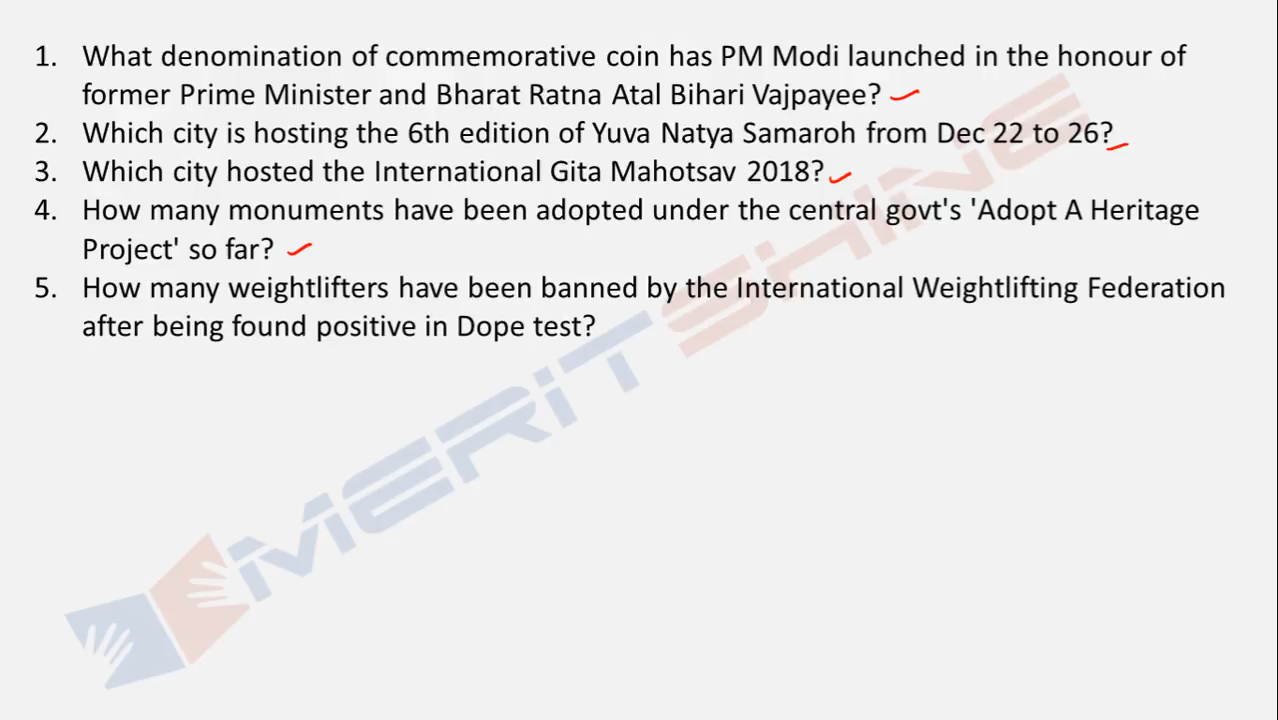 1. What denomination of commemorative coin has PM Modi launched in the honour of
former Prime Minister and Bharat Ratna Atal Bihari Vajpayee?
2. Which city is hosting the 6th edition of Yuva Natya Samaroh from Dec 22 to 26?
3. Which city hosted the International Gita Mahotsav 2018?
4. How many monuments have been adopted under the central govt's 'Adopt A Heritage
Project' so far?
5. How many weightlifters have been banned by the International Weightlifting Federation
after being found positive in Dope test?
MERiT SHINE